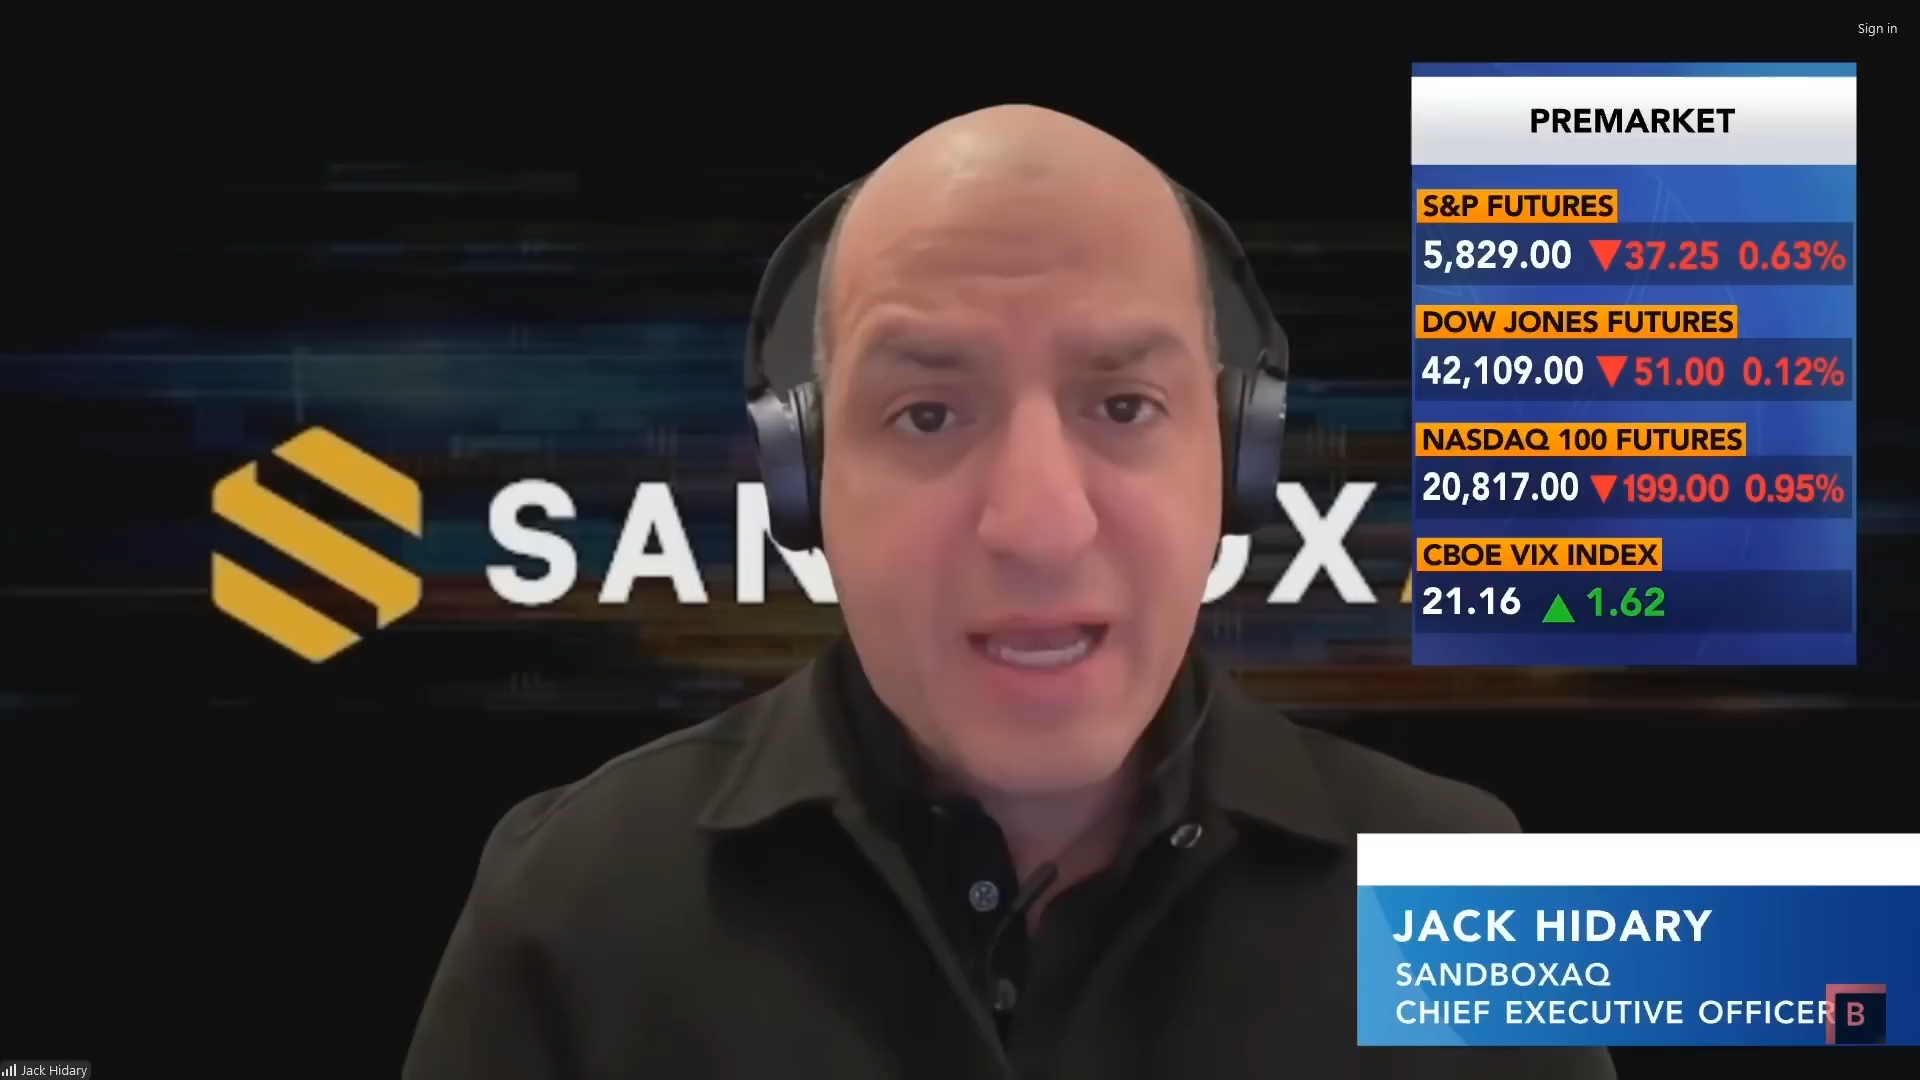 Sign in
PREMARKET
S&P FUTURES
5,829.00 ▼37.25 0.63%
DOW JONES FUTURES
42,109.00 ▼51.00 0.12%
NASDAQ 100 FUTURES
20,817.00 ▼199.00 0.95%
CBOE VIX INDEX
21.16 ▲1.62
SAN OX
JACK HIDARY
SANDBOXAQ
CHIEF EXECUTIVE OFFICER
B
Jack Hidary